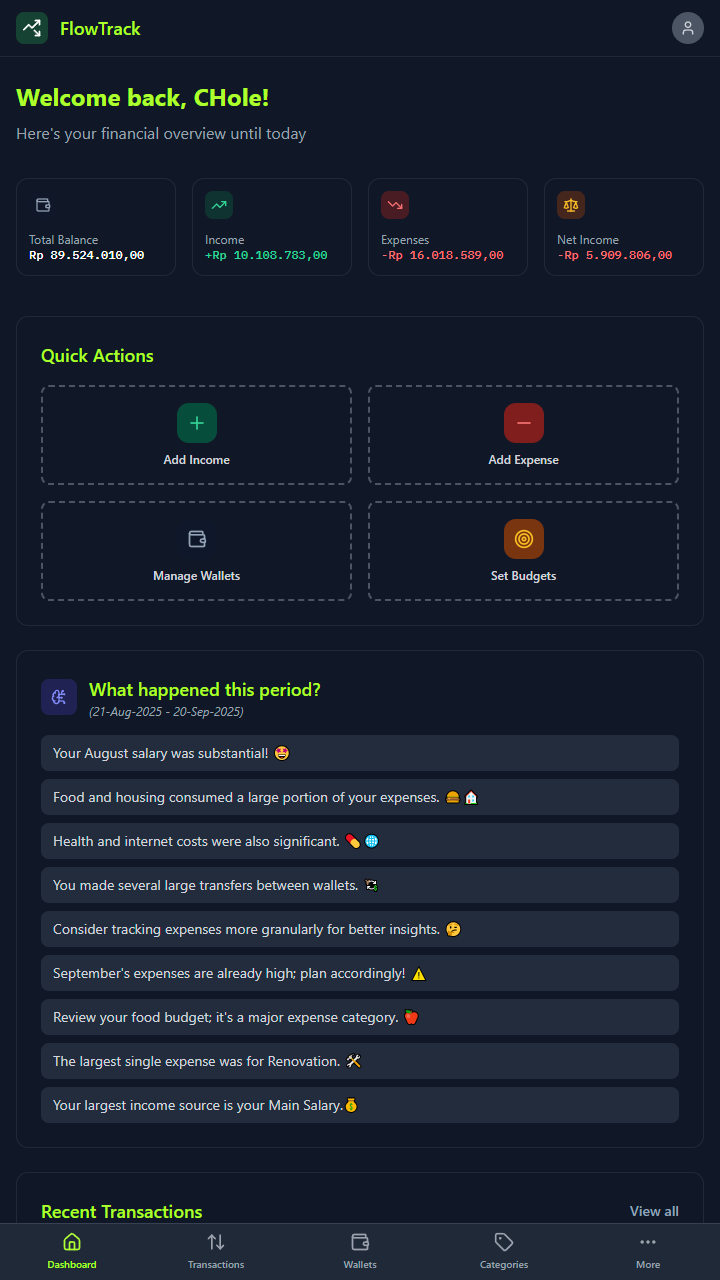 FlowTrack
Welcome back, CHole!
Here's your financial overview until today
Total Balance
Rp 89.524.010,00
Income
+Rp 10.108.783,00
Expenses
-Rp 16.018.589,00
Net Income
-Rp 5.909.806,00
Quick Actions
Add Income
Add Expense
Manage Wallets
Set Budgets
What happened this period?
(21-Aug-2025 - 20-Sep-2025)
Your August salary was substantial! 🤩
Food and housing consumed a large portion of your expenses. 🍔🏠
Health and internet costs were also significant. 💊🌐
You made several large transfers between wallets. 🔄
Consider tracking expenses more granularly for better insights. 🤔
September's expenses are already high; plan accordingly! ⚠️
Review your food budget; it's a major expense category. 🍎
The largest single expense was for Renovation. 🛠️
Your largest income source is your Main Salary.💰
Recent Transactions
View all
Dashboard
Transactions
Wallets
Categories
More